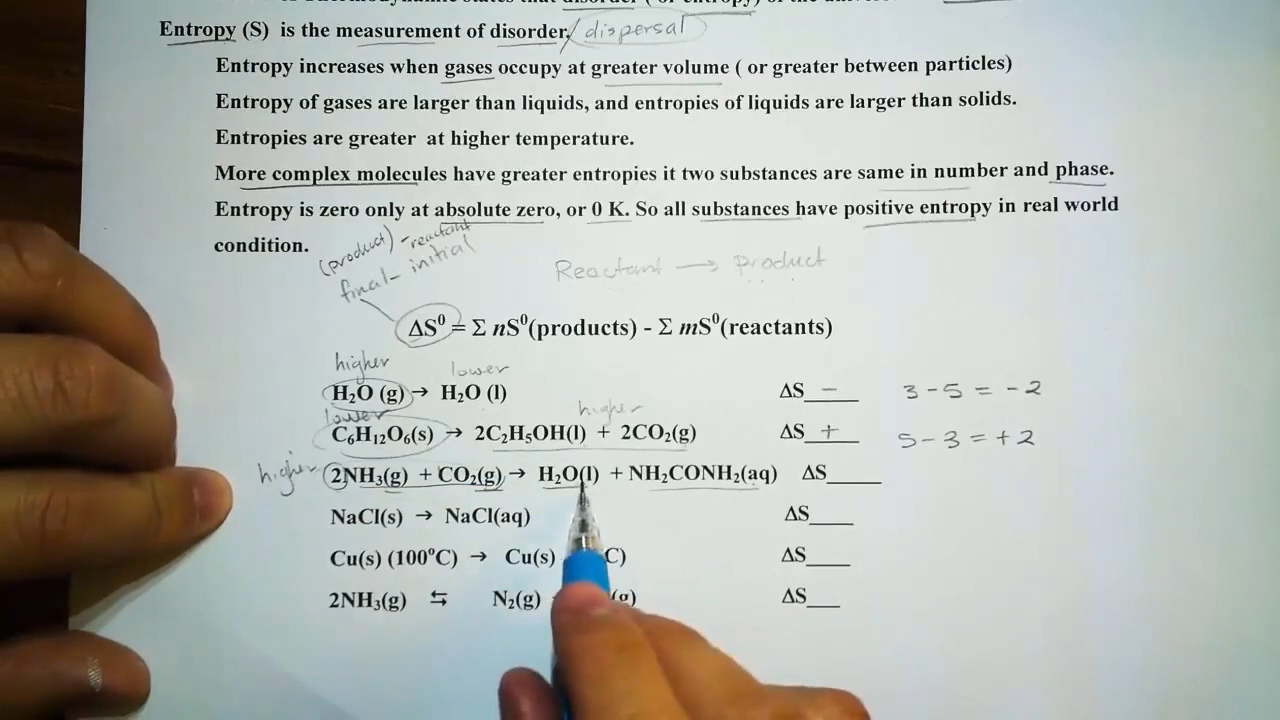 Entropy (S) is the measurement of disorder, / dispersal
Entropy increases when gases occupy at greater volume ( or greater between particles)
Entropy of gases are larger than liquids, and entropies of liquids are larger than solids.
Entropies are greater at higher temperature.
More complex molecules have greater entropies it two substances are same in number and phase.
Entropy is zero only at absolute zero, or 0 K. So all substances have positive entropy in real world
condition.
(product) - reactant
final - initial
Reactant → product
ΔS⁰ = Σ nS⁰(products) - Σ mS⁰(reactants)
higher lower
H₂O (g) → H₂O (l) ΔS - 3 - 5 = - 2
lower higher
C₆H₁₂O₆(s) → 2C₂H₅OH(l) + 2CO₂(g) ΔS + 5 - 3 = + 2
higher 2NH₃(g) + CO₂(g) → H₂O(l) + NH₂CONH₂(aq) ΔS____
NaCl(s) → NaCl(aq) ΔS____
Cu(s) (100⁰C) → Cu(s) C) ΔS____
2NH₃(g) ⇆ N₂(g) (g) ΔS___